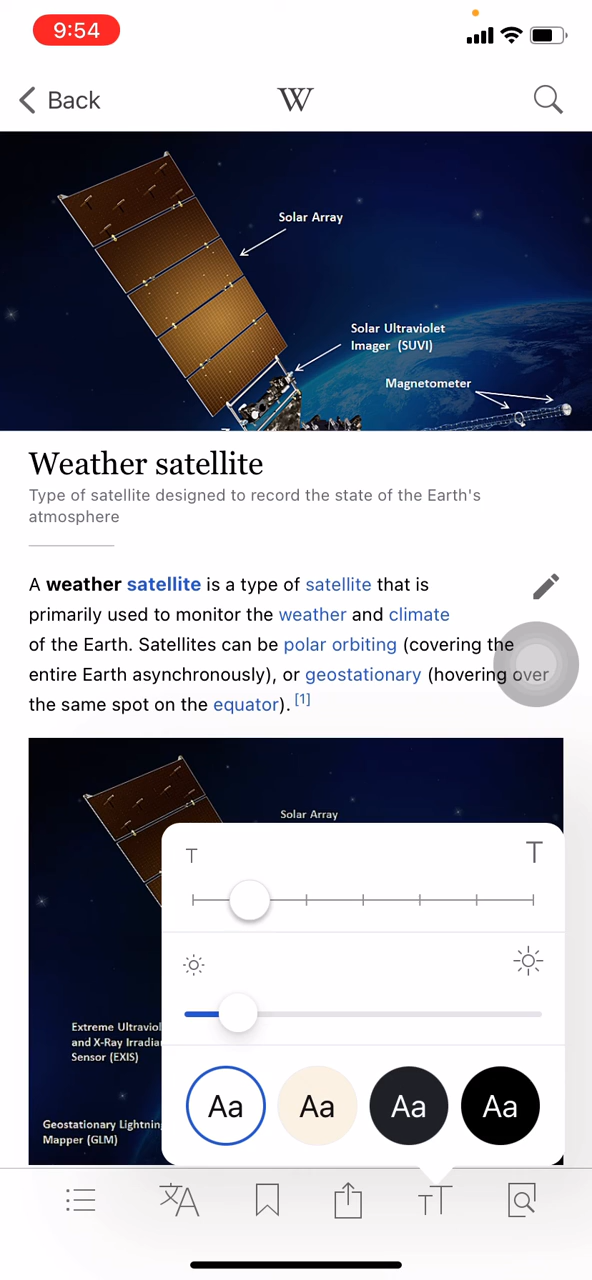 9:54
Back
W
Solar Array
Solar Ultraviolet
Imager (SUVI)
Magnetometer
Weather satellite
Type of satellite designed to record the state of the Earth's
atmosphere
A weather satellite is a type of satellite that is
primarily used to monitor the weather and climate
of the Earth. Satellites can be polar orbiting (covering the
entire Earth asynchronously), or geostationary (hovering over
the same spot on the equator). [1]
Solar Array
T T
Extreme Ultraviol
and X-Ray Irradia
Sensor (EXIS)
Aa Aa Aa Aa
Geostationary Lightnin
Mapper (GLM)
文A
TT